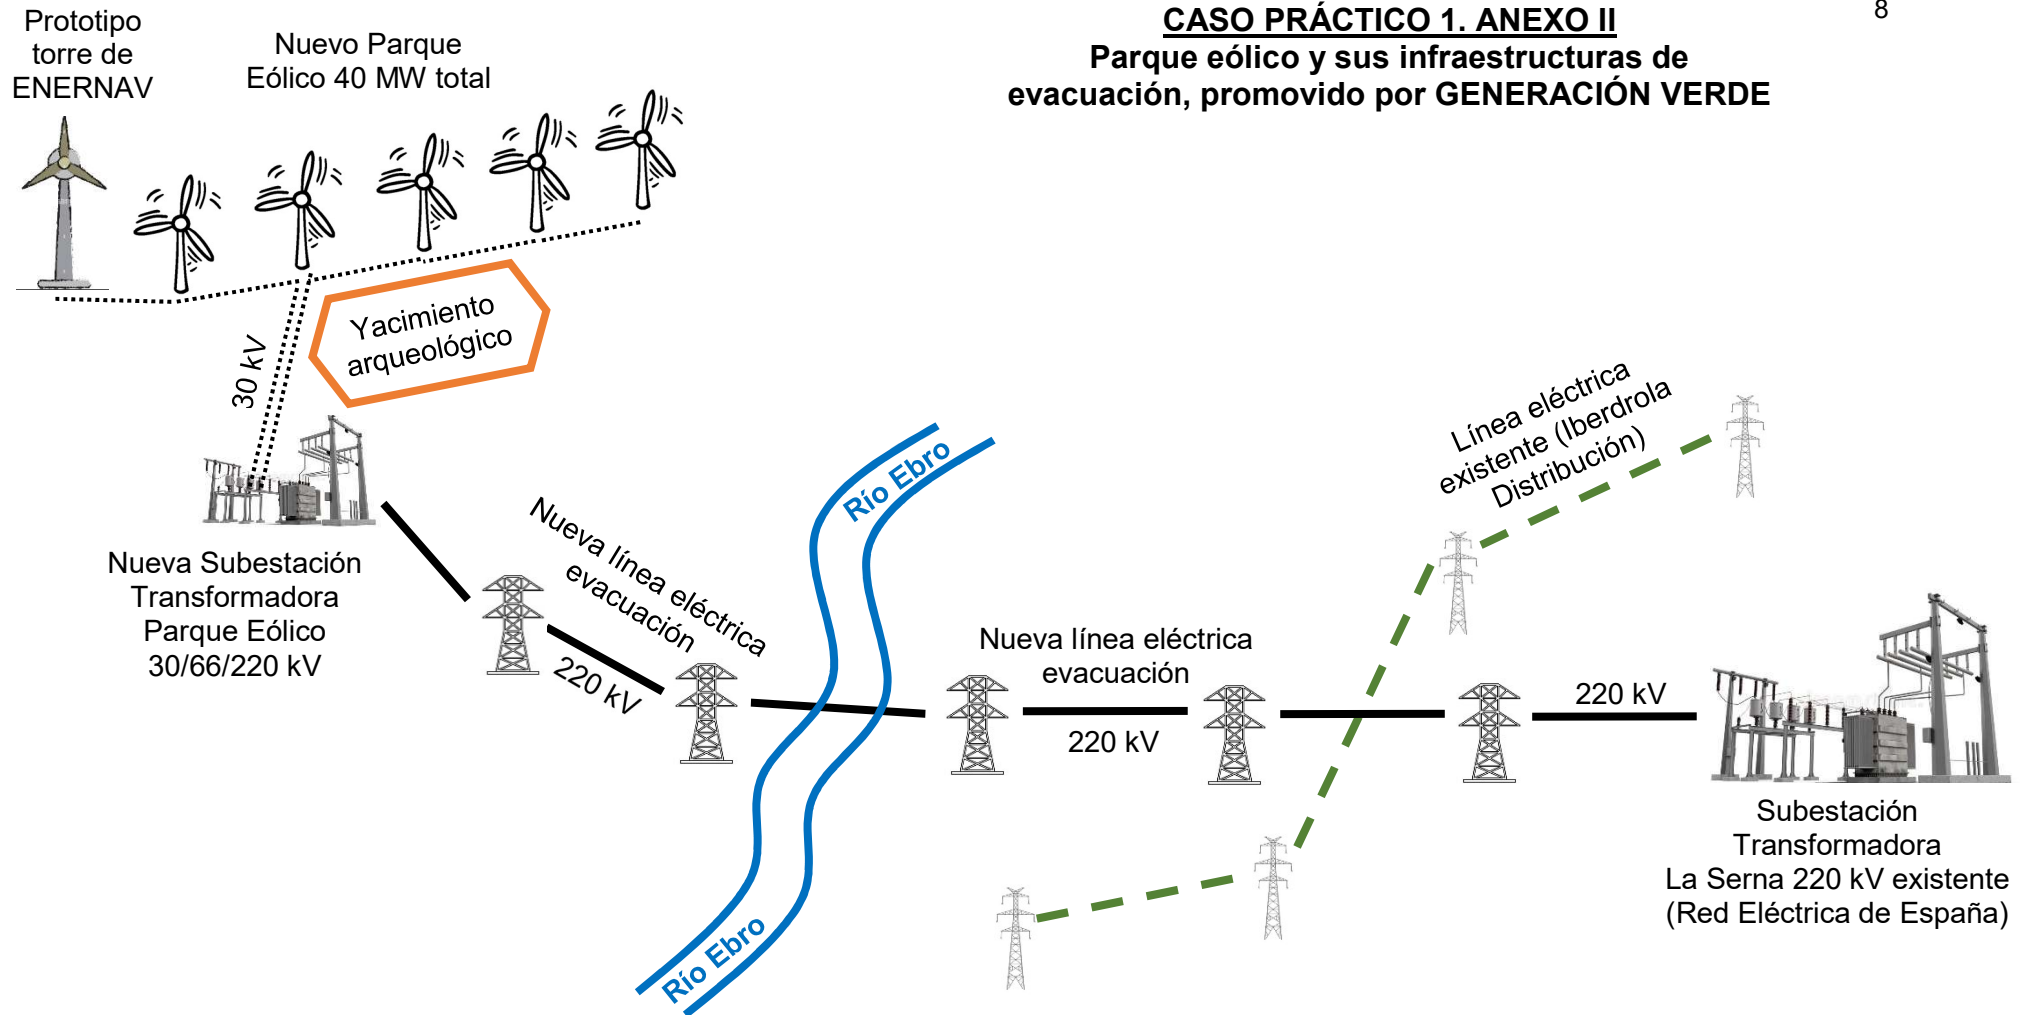 8
CASO PRÁCTICO 1. ANEXO II
Parque eólico y sus infraestructuras de
evacuación, promovido por GENERACIÓN VERDE
Prototipo
torre de
ENERNAV
Nuevo Parque
Eólico 40 MW total
Yacimiento
arqueológico
30 kV
Nueva Subestación
Transformadora
Parque Eólico
30/66/220 kV
Nueva línea eléctrica
evacuación
220 kV
Río Ebro
Río Ebro
Nueva línea eléctrica
evacuación
220 kV
Línea eléctrica
existente (Iberdrola
Distribución)
220 kV
Subestación
Transformadora
La Serna 220 kV existente
(Red Eléctrica de España)